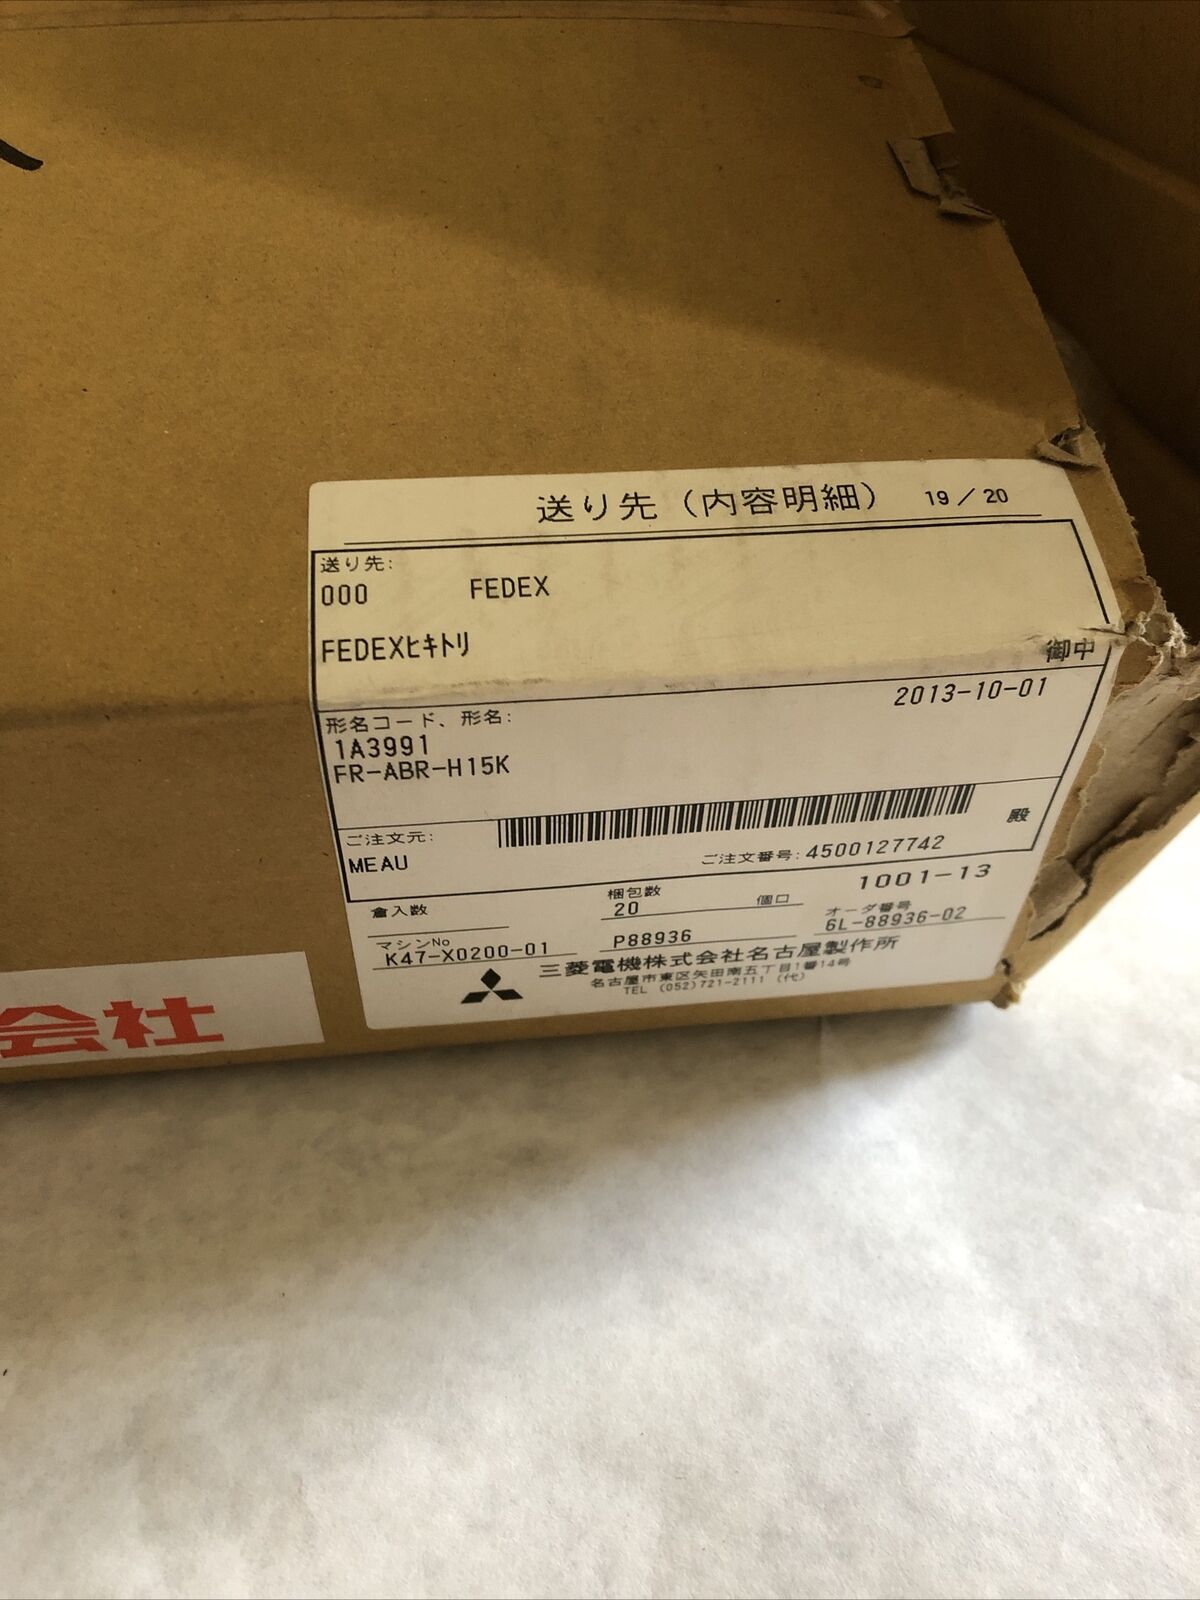 送り先（内容明細） 19／20
送り先:
000 FEDEX
FEDEXﾋｷﾄﾘ
御中
2013-10-01
形名コード、形名:
1A3991
FR-ABR-H15K
殿
ご注文元:
MEAU
ご注文番号:4500127742
1001-13
倉入数
梱包数
20 個口
オーダ番号
6L-88936-02
マシンNo
K47-X0200-01
P88936
三菱電機株式会社名古屋製作所
名古屋市東区矢田南五丁目1番14号
TEL (052)721-2111 (代)
会社